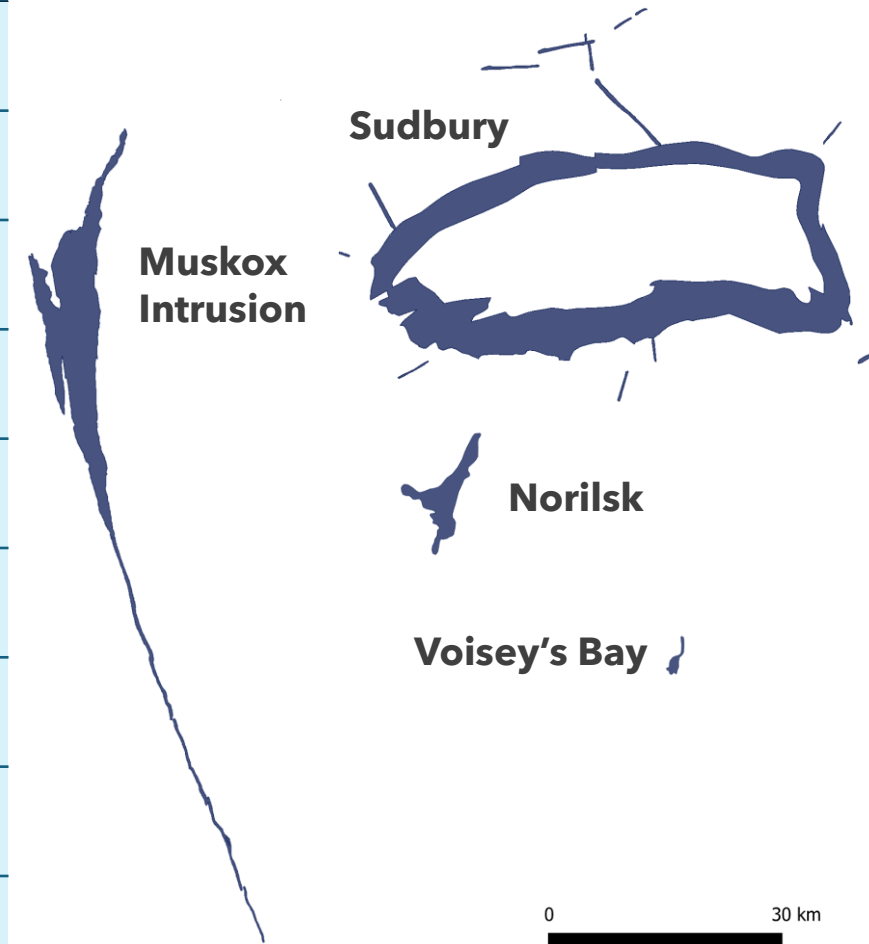 Sudbury
Muskox
Intrusion
Norilsk
Voisey’s Bay
0 30 km